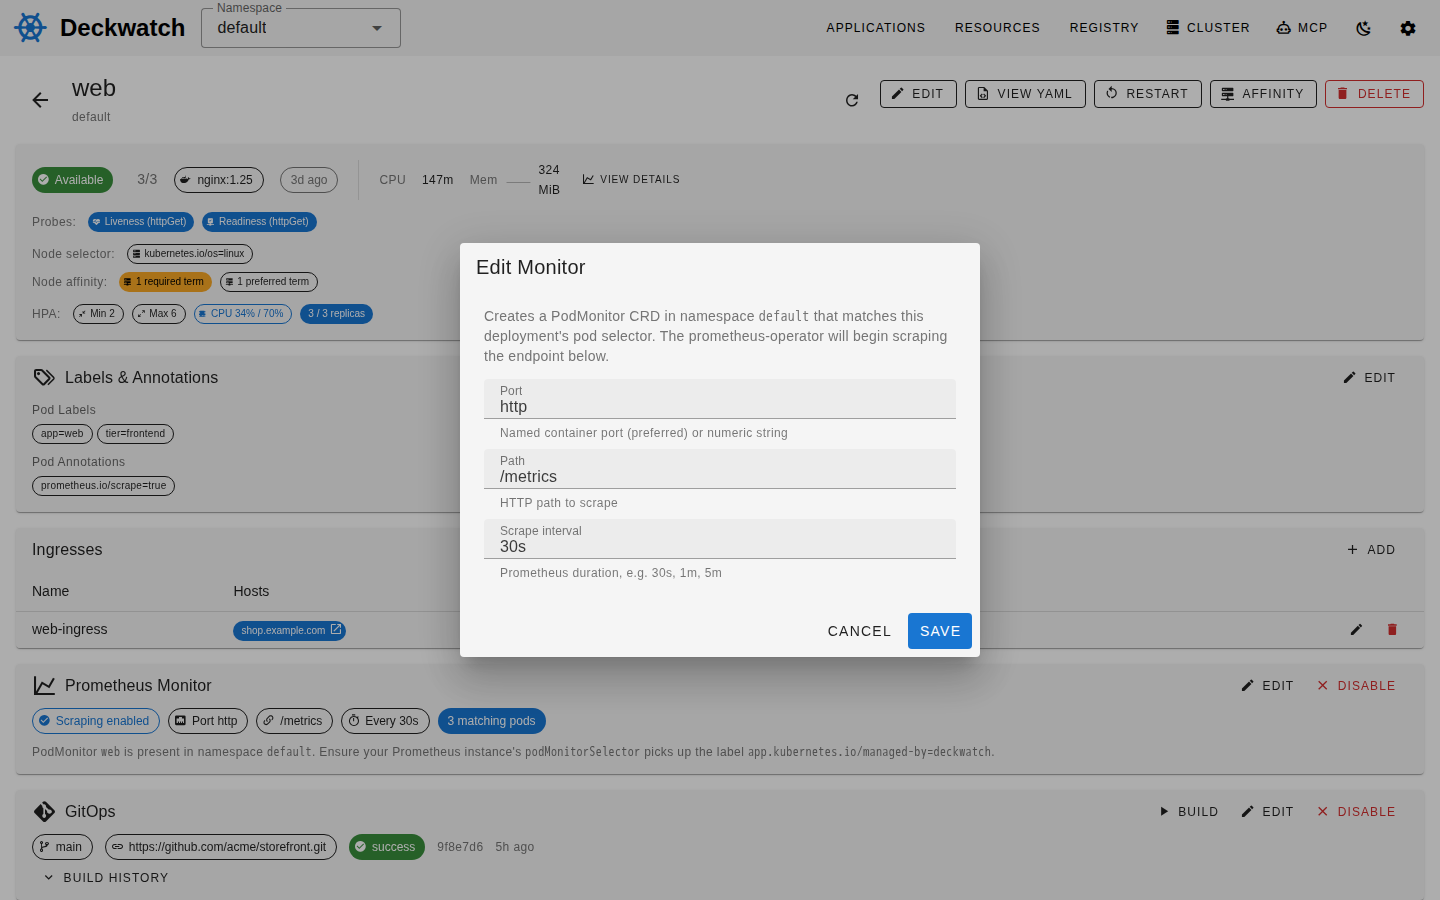 Deckwatch
Namespace
default
APPLICATIONS RESOURCES REGISTRY CLUSTER MCP
web
default
EDIT VIEW YAML RESTART AFFINITY DELETE
Available 3/3 nginx:1.25 3d ago CPU 147m Mem 324 MiB VIEW DETAILS
Probes: Liveness (httpGet) Readiness (httpGet)
Node selector: kubernetes.io/os=linux
Node affinity: 1 required term 1 preferred term
HPA: Min 2 Max 6 CPU 34% / 70% 3 / 3 replicas
Labels & Annotations EDIT
Pod Labels
app=web tier=frontend
Pod Annotations
prometheus.io/scrape=true
Ingresses ADD
Name Hosts
web-ingress shop.example.com
Edit Monitor
Creates a PodMonitor CRD in namespace default that matches this
deployment's pod selector. The prometheus-operator will begin scraping
the endpoint below.
Port
http
Named container port (preferred) or numeric string
Path
/metrics
HTTP path to scrape
Scrape interval
30s
Prometheus duration, e.g. 30s, 1m, 5m
CANCEL SAVE
Prometheus Monitor EDIT DISABLE
Scraping enabled Port http /metrics Every 30s 3 matching pods
PodMonitor web is present in namespace default. Ensure your Prometheus instance's podMonitorSelector picks up the label app.kubernetes.io/managed-by=deckwatch.
GitOps BUILD EDIT DISABLE
main https://github.com/acme/storefront.git success 9f8e7d6 5h ago
BUILD HISTORY